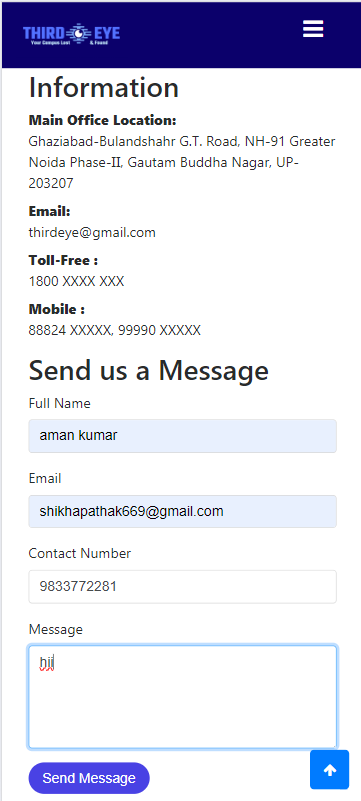 THIRD EYE
Your Campus Lost & Found
Information
Main Office Location:
Ghaziabad-Bulandshahr G.T. Road, NH-91 Greater
Noida Phase-II, Gautam Buddha Nagar, UP-
203207
Email:
thirdeye@gmail.com
Toll-Free :
1800 XXXX XXX
Mobile :
88824 XXXXX, 99990 XXXXX
Send us a Message
Full Name
aman kumar
Email
shikhapathak669@gmail.com
Contact Number
9833772281
Message
hii
Send Message